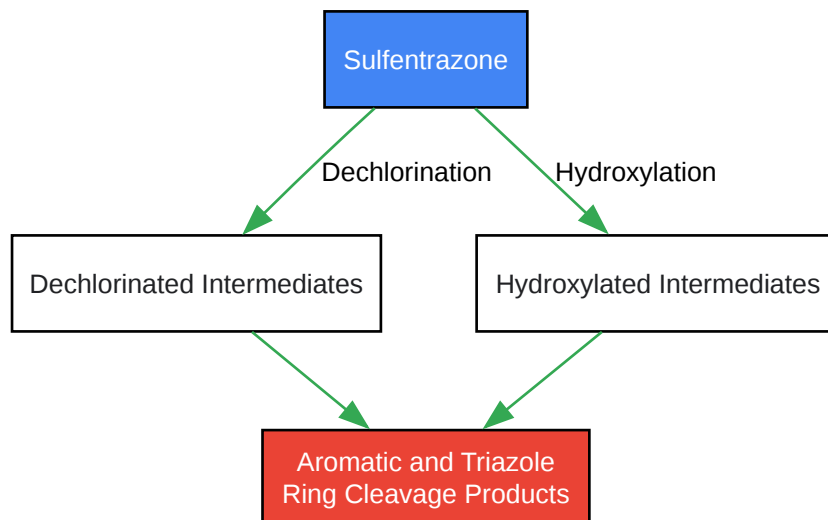 Sulfentrazone
Dechlorination
Hydroxylation
Dechlorinated Intermediates
Hydroxylated Intermediates
Aromatic and Triazole
Ring Cleavage Products